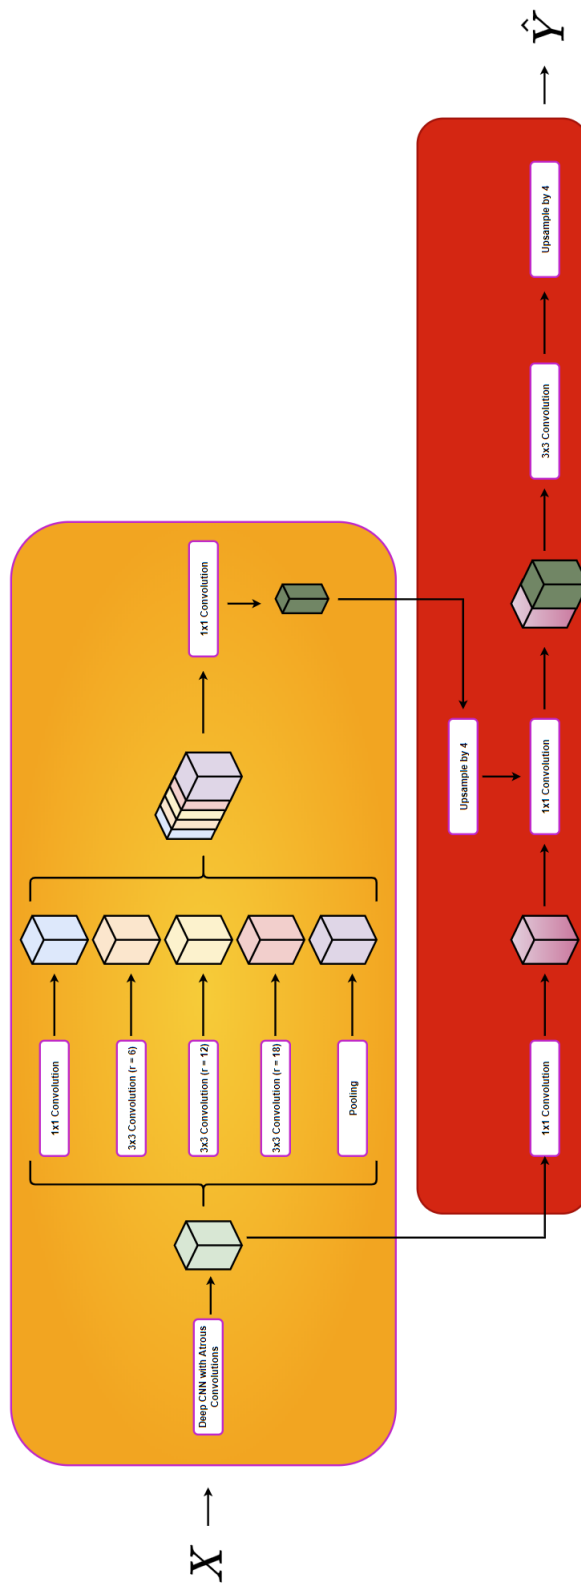 X
Deep CNN with Atrous
Convolutions
1x1 Convolution
3x3 Convolution (r = 6)
3x3 Convolution (r = 12)
3x3 Convolution (r = 18)
Pooling
1x1 Convolution
1x1 Convolution
Upsample by 4
1x1 Convolution
3x3 Convolution
Upsample by 4
Ŷ